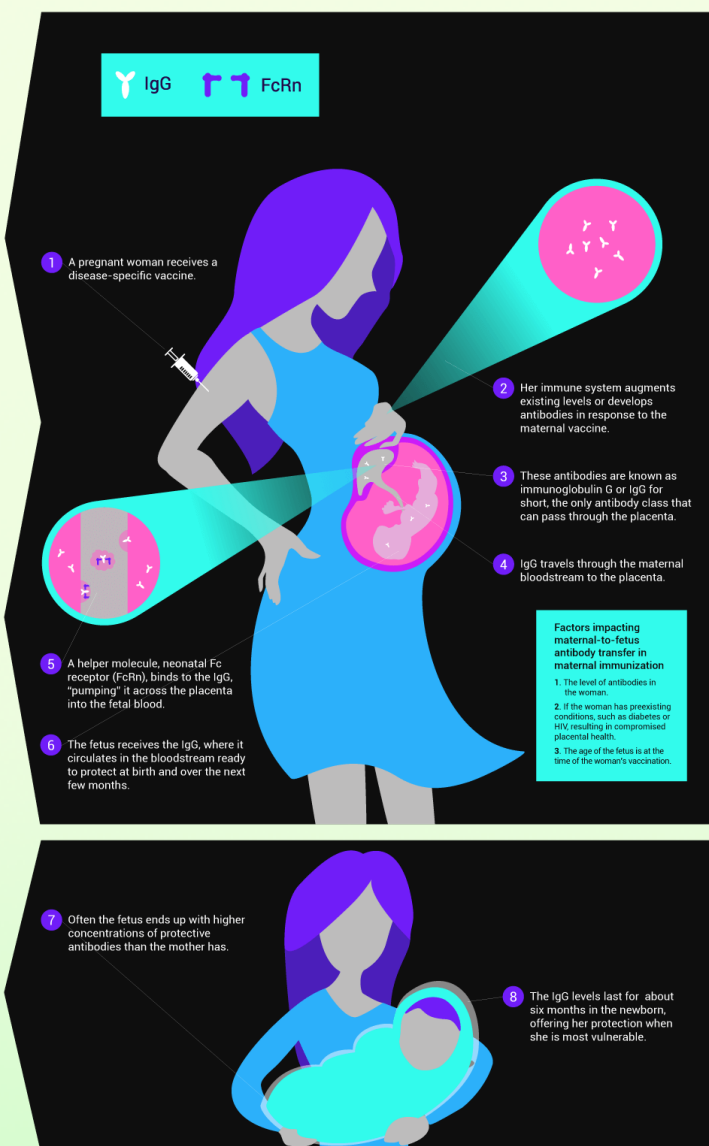 IgG
FcRn
1
A pregnant woman receives a
disease-specific vaccine.
2
Her immune system augments
existing levels or develops
antibodies in response to the
maternal vaccine.
3
These antibodies are known as
immunoglobulin G or IgG for
short, the only antibody class that
can pass through the placenta.
4
IgG travels through the maternal
bloodstream to the placenta.
Factors impacting
maternal-to-fetus
antibody transfer in
maternal immunization
1. The level of antibodies in
the woman.
2. If the woman has preexisting
conditions, such as diabetes or
HIV, resulting in compromised
placental health.
3. The age of the fetus is at the
time of the woman's vaccination.
5
A helper molecule, neonatal Fc
receptor (FcRn), binds to the IgG,
"pumping" it across the placenta
into the fetal blood.
6
The fetus receives the IgG, where it
circulates in the bloodstream ready
to protect at birth and over the next
few months.
7
Often the fetus ends up with higher
concentrations of protective
antibodies than the mother has.
8
The IgG levels last for about
six months in the newborn,
offering her protection when
she is most vulnerable.